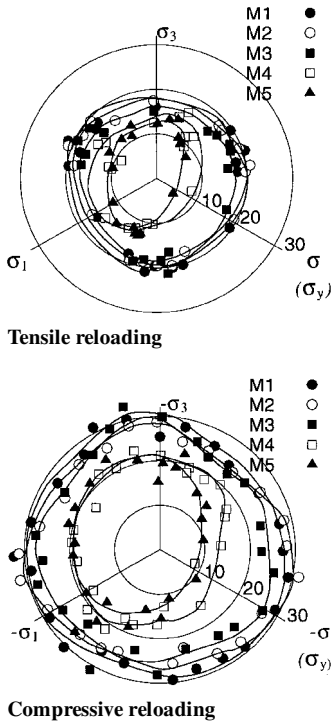 σ3
M1
M2
M3
M4
M5
10
20
30
σ1
σ
(σy)
Tensile reloading
-σ3
M1
M2
M3
M4
M5
10
20
30
-σ1
-σ
(σy)
Compressive reloading